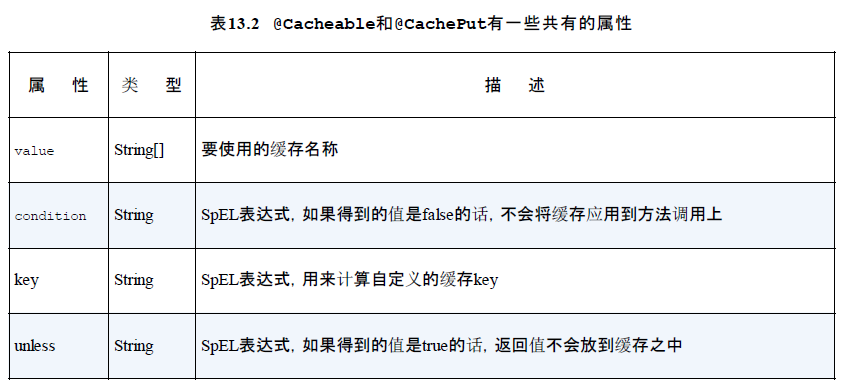 表13.2 @Cacheable和@CachePut有一些共有的属性
属 性 类 型 描 述
value String[] 要使用的缓存名称
condition String SpEL表达式，如果得到的值是false的话，不会将缓存应用到方法调用上
key String SpEL表达式，用来计算自定义的缓存key
unless String SpEL表达式，如果得到的值是true的话，返回值不会放到缓存之中